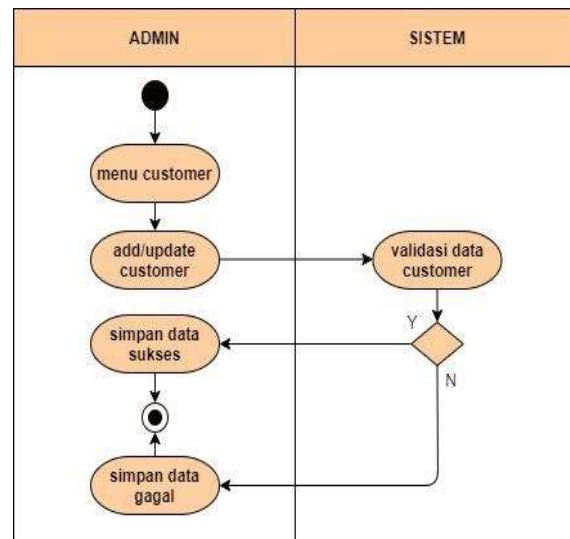 ADMIN
SISTEM
menu customer
add/update
customer
validasi data
customer
Y
simpan data
sukses
N
simpan data
gagal